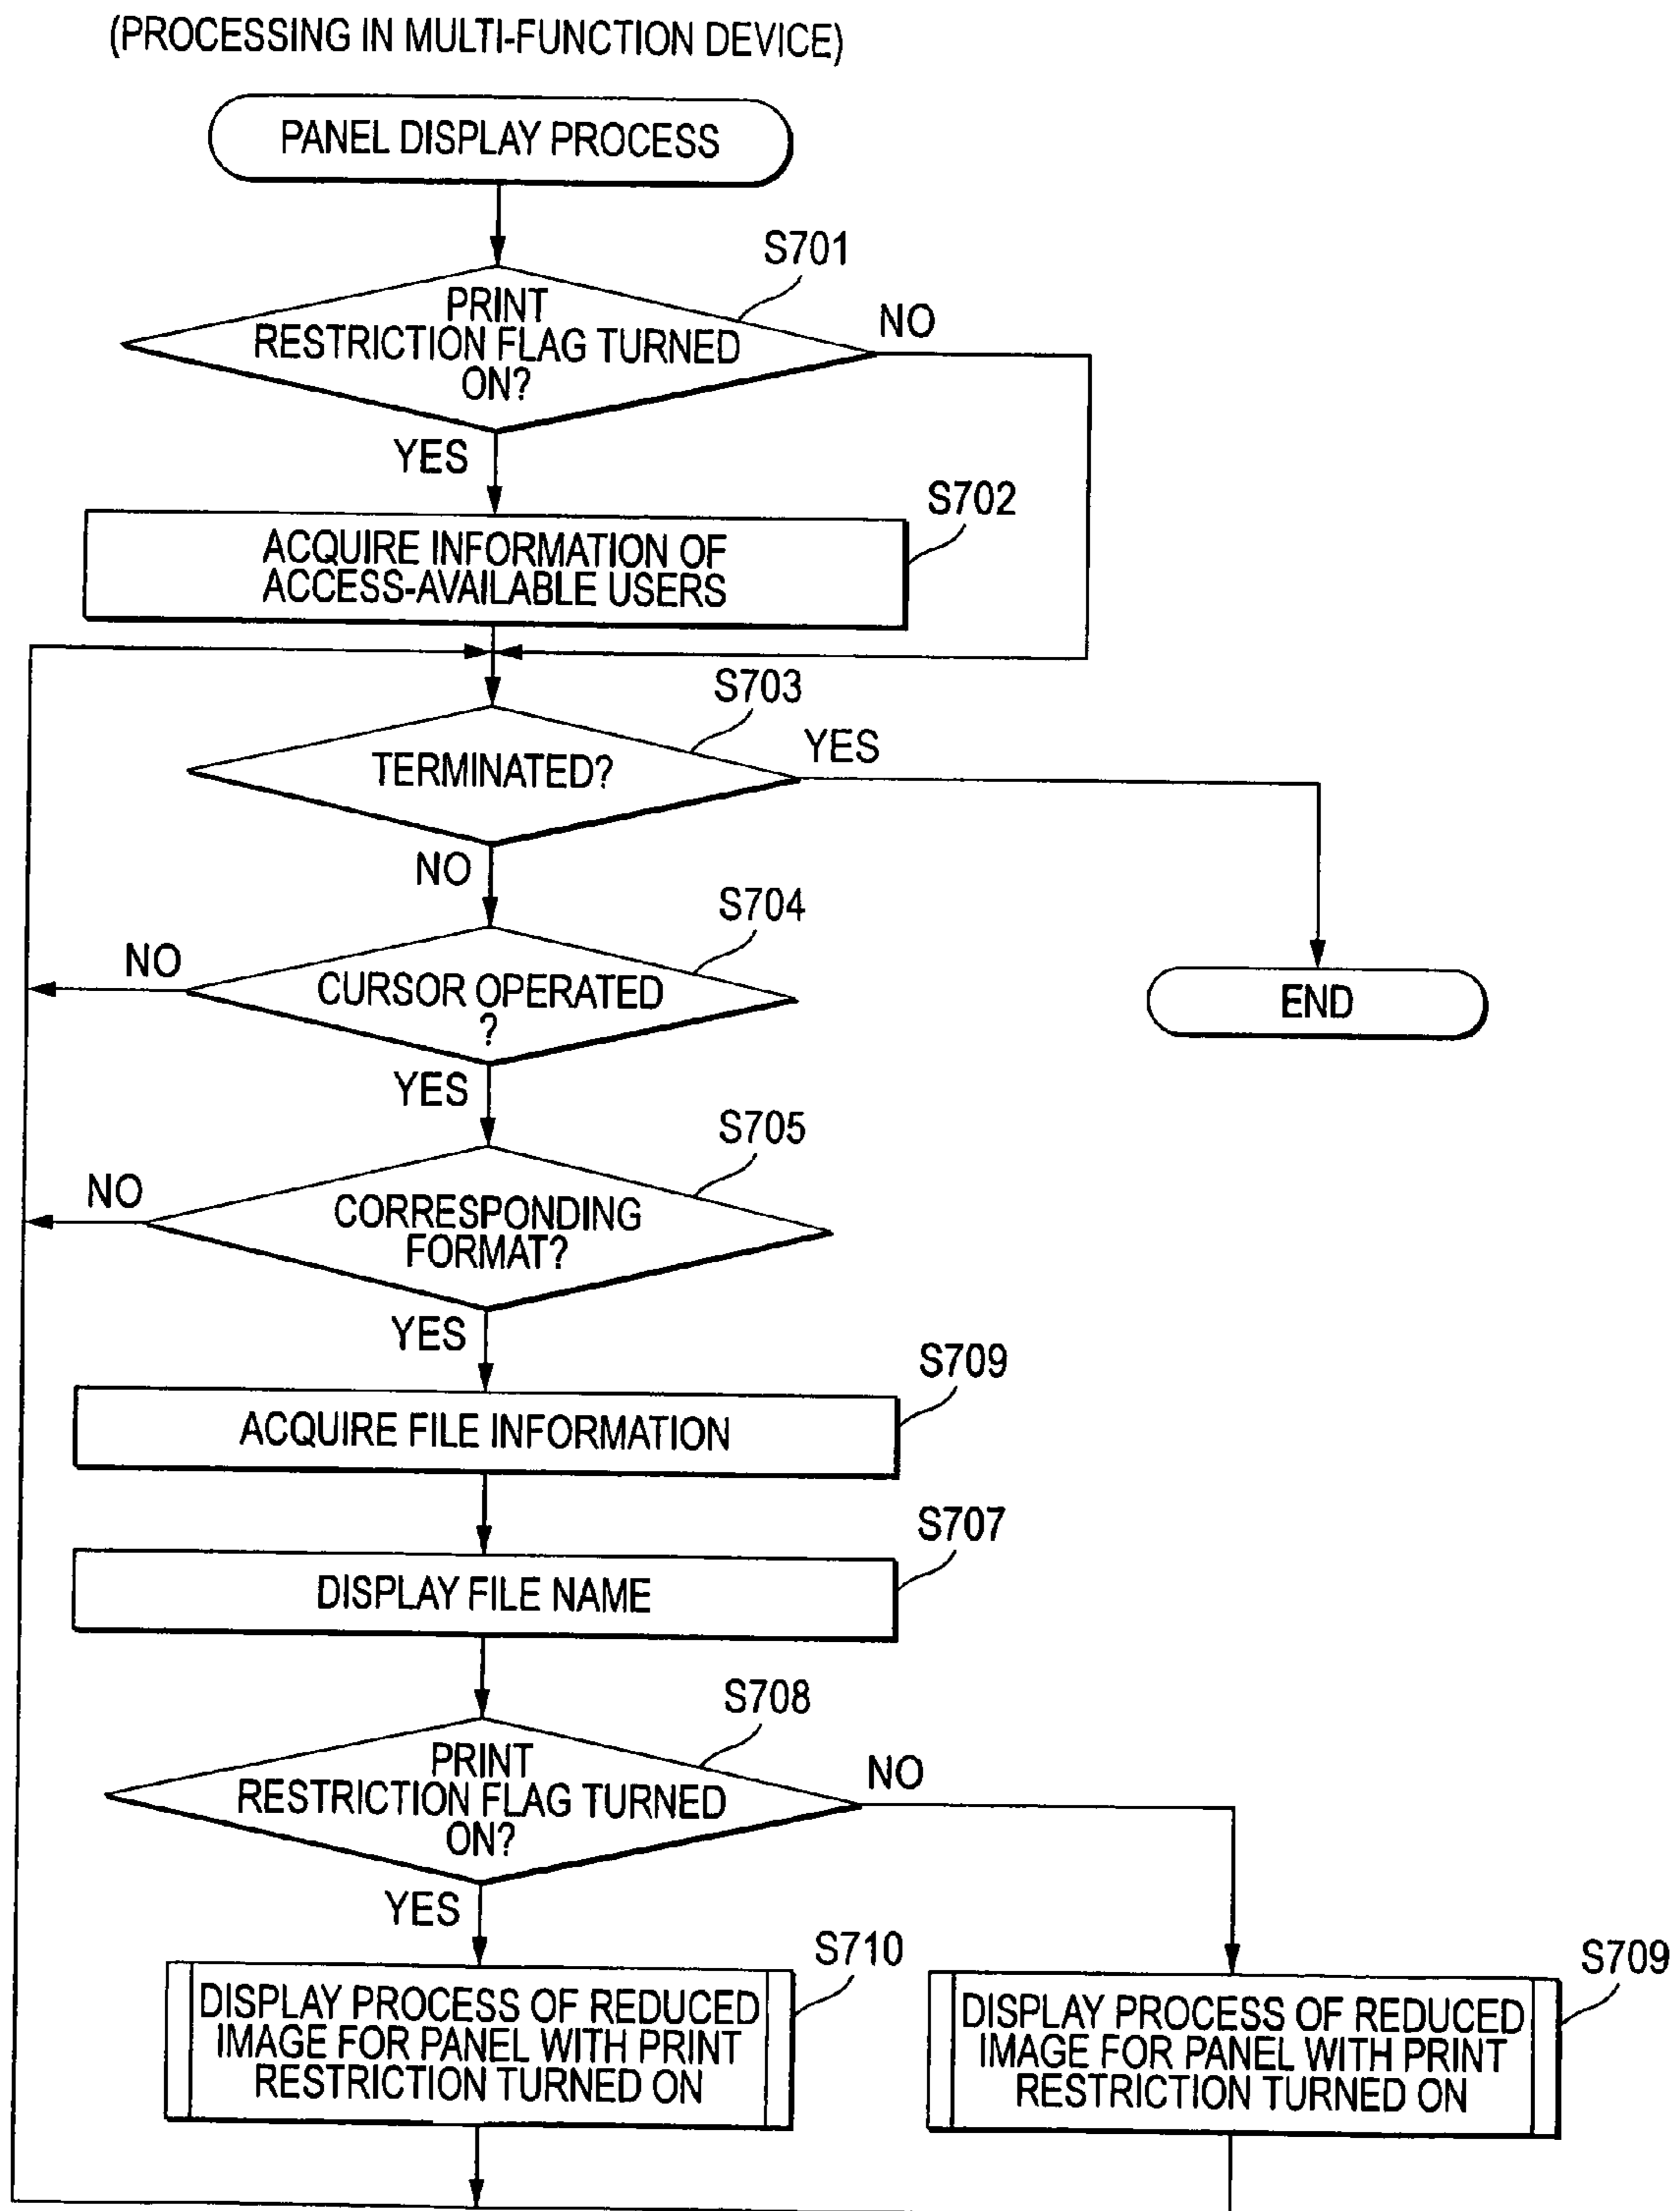 (PROCESSING IN MULTI-FUNCTION DEVICE)
PANEL DISPLAY PROCESS
S701
PRINT
RESTRICTION FLAG TURNED
ON?
NO
YES
S702
ACQUIRE INFORMATION OF
ACCESS-AVAILABLE USERS
S703
TERMINATED?
YES
NO
S704
NO
CURSOR OPERATED
?
END
YES
S705
NO
CORRESPONDING
FORMAT?
YES
S709
ACQUIRE FILE INFORMATION
S707
DISPLAY FILE NAME
S708
PRINT
RESTRICTION FLAG TURNED
ON?
NO
YES
S710
DISPLAY PROCESS OF REDUCED
IMAGE FOR PANEL WITH PRINT
RESTRICTION TURNED ON
S709
DISPLAY PROCESS OF REDUCED
IMAGE FOR PANEL WITH PRINT
RESTRICTION TURNED ON